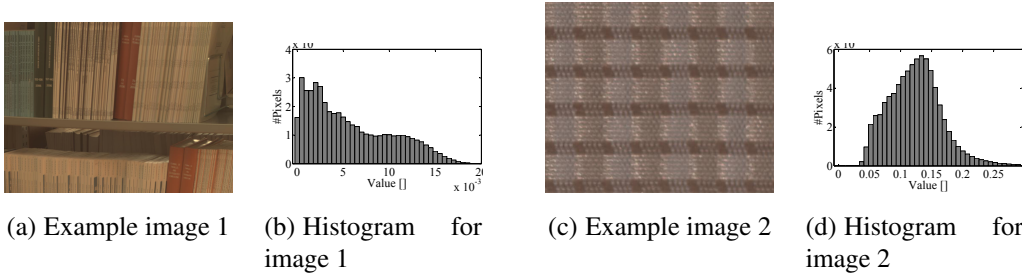 4
3
2
1
0
#Pixels
0 5 10 15 20
Value []
x 10⁻³
6
4
2
0
#Pixels
0 0.05 0.1 0.15 0.2 0.25
Value []
(a) Example image 1
(b) Histogram for
image 1
(c) Example image 2
(d) Histogram for
image 2